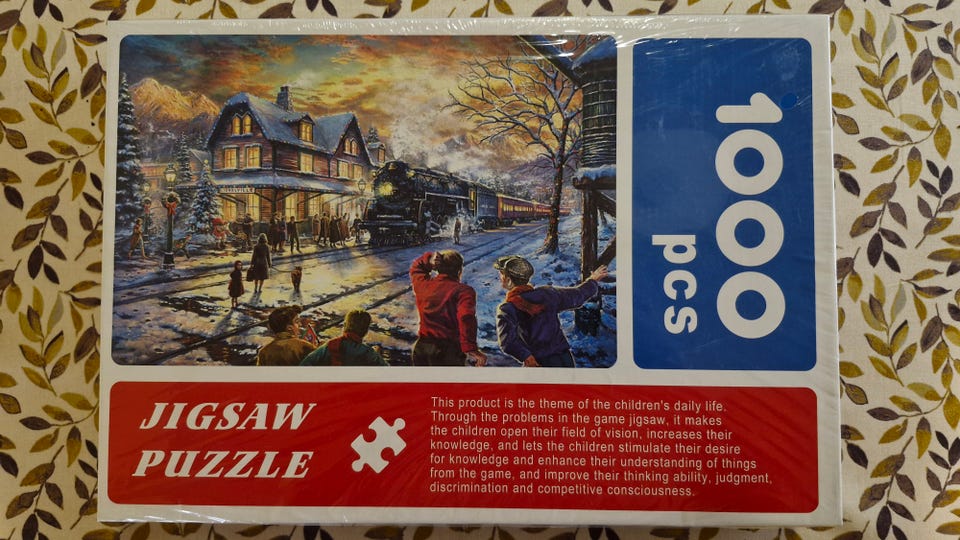 1000
pcs
JIGSAW
PUZZLE
This product is the theme of the children's daily life.
Through the problems in the game jigsaw, it makes
the children open their field of vision, increases their
knowledge, and lets the children stimulate their desire
for knowledge and enhance their understanding of things
from the game, and improve their thinking ability, judgment,
discrimination and competitive consciousness.